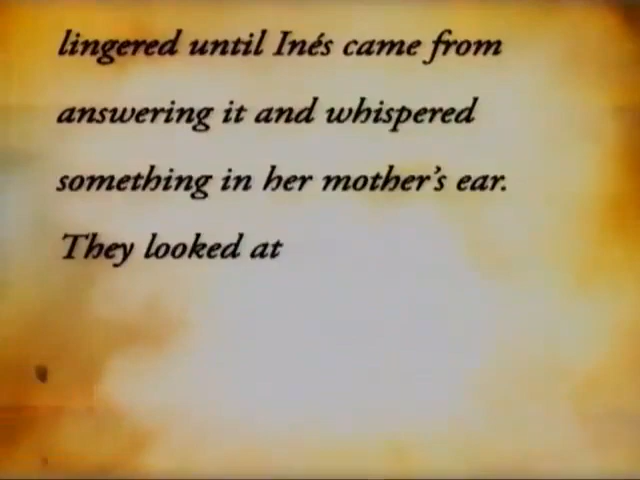 lingered until Inés came from
answering it and whispered
something in her mother's ear.
They looked at